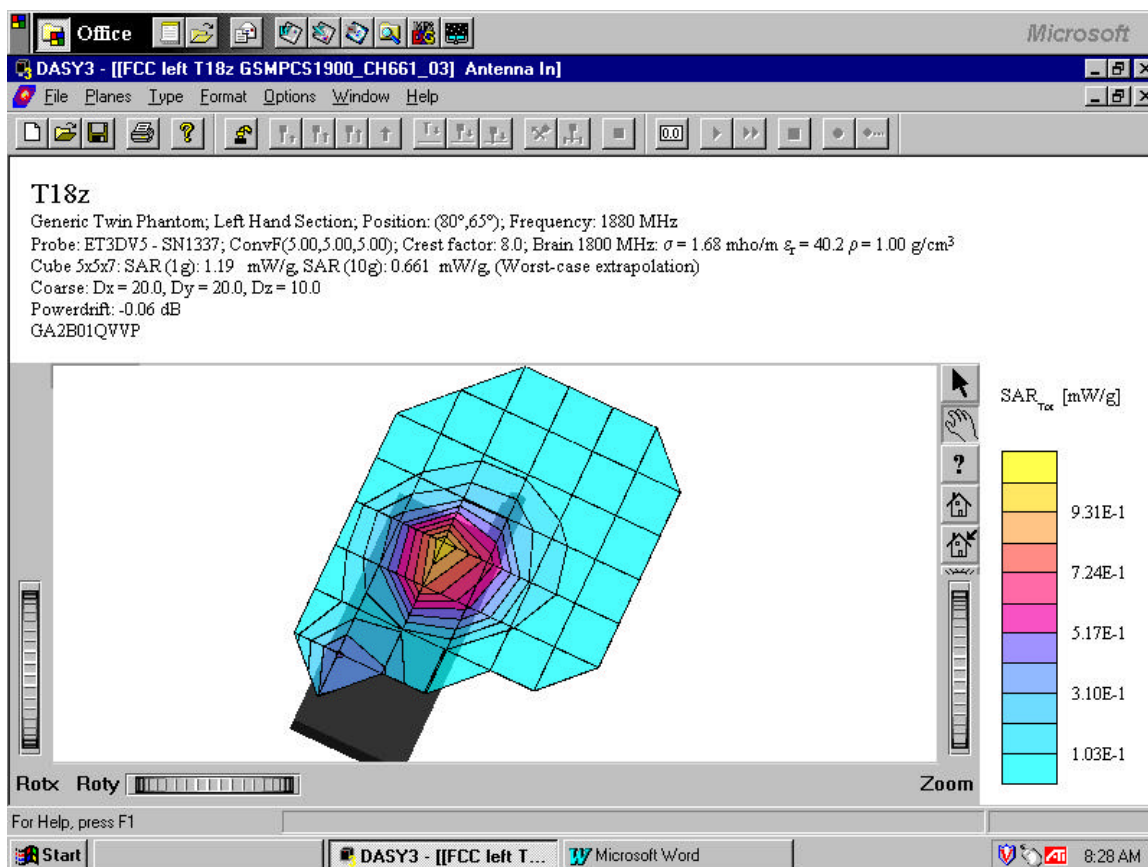 Office
Microsoft
DASY3 - [[FCC left T18z GSMPCS1900_CH661_03] Antenna In]
File Planes Type Format Options Window Help
0.0
T18z
Generic Twin Phantom; Left Hand Section; Position: (80°,65°); Frequency: 1880 MHz
Probe: ET3DV5 - SN1337; ConvF(5.00,5.00,5.00); Crest factor: 8.0; Brain 1800 MHz: σ = 1.68 mho/m εr = 40.2 ρ = 1.00 g/cm³
Cube 5x5x7: SAR (1g): 1.19 mW/g, SAR (10g): 0.661 mW/g, (Worst-case extrapolation)
Coarse: Dx = 20.0, Dy = 20.0, Dz = 10.0
Powerdrift: -0.06 dB
GA2B01QVVP
SAR Tot [mW/g]
9.31E-1
7.24E-1
5.17E-1
3.10E-1
1.03E-1
Rotx Roty
Zoom
For Help, press F1
Start
DASY3 - [[FCC left T...
Microsoft Word
8:28 AM